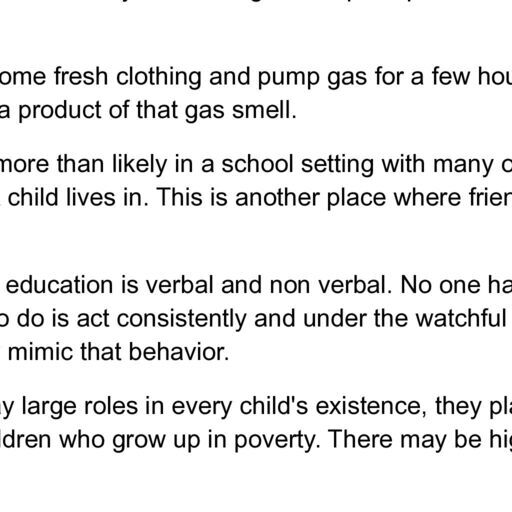 ome fresh clothing and pump gas for a few hou
a product of that gas smell.
more than likely in a school setting with many o
child lives in. This is another place where frien
education is verbal and non verbal. No one ha
o do is act consistently and under the watchful
mimic that behavior.
y large roles in every child's existence, they pla
ldren who grow up in poverty. There may be hig